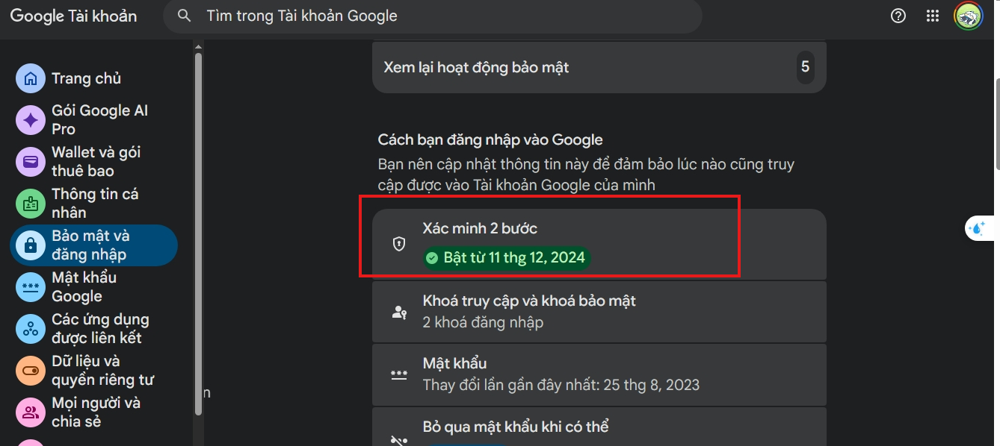 Google Tài khoản
Tìm trong Tài khoản Google
Trang chủ
Gói Google AI
Pro
Wallet và gói
thuê bao
Thông tin cá
nhân
Bảo mật và
đăng nhập
Mật khẩu
Google
Các ứng dụng
được liên kết
Dữ liệu và
quyền riêng tư
Mọi người và
chia sẻ
n
Xem lại hoạt động bảo mật
5
Cách bạn đăng nhập vào Google
Bạn nên cập nhật thông tin này để đảm bảo lúc nào cũng truy
cập được vào Tài khoản Google của mình
Xác minh 2 bước
Bật từ 11 thg 12, 2024
Khoá truy cập và khoá bảo mật
2 khoá đăng nhập
Mật khẩu
Thay đổi lần gần đây nhất: 25 thg 8, 2023
Bỏ qua mật khẩu khi có thể